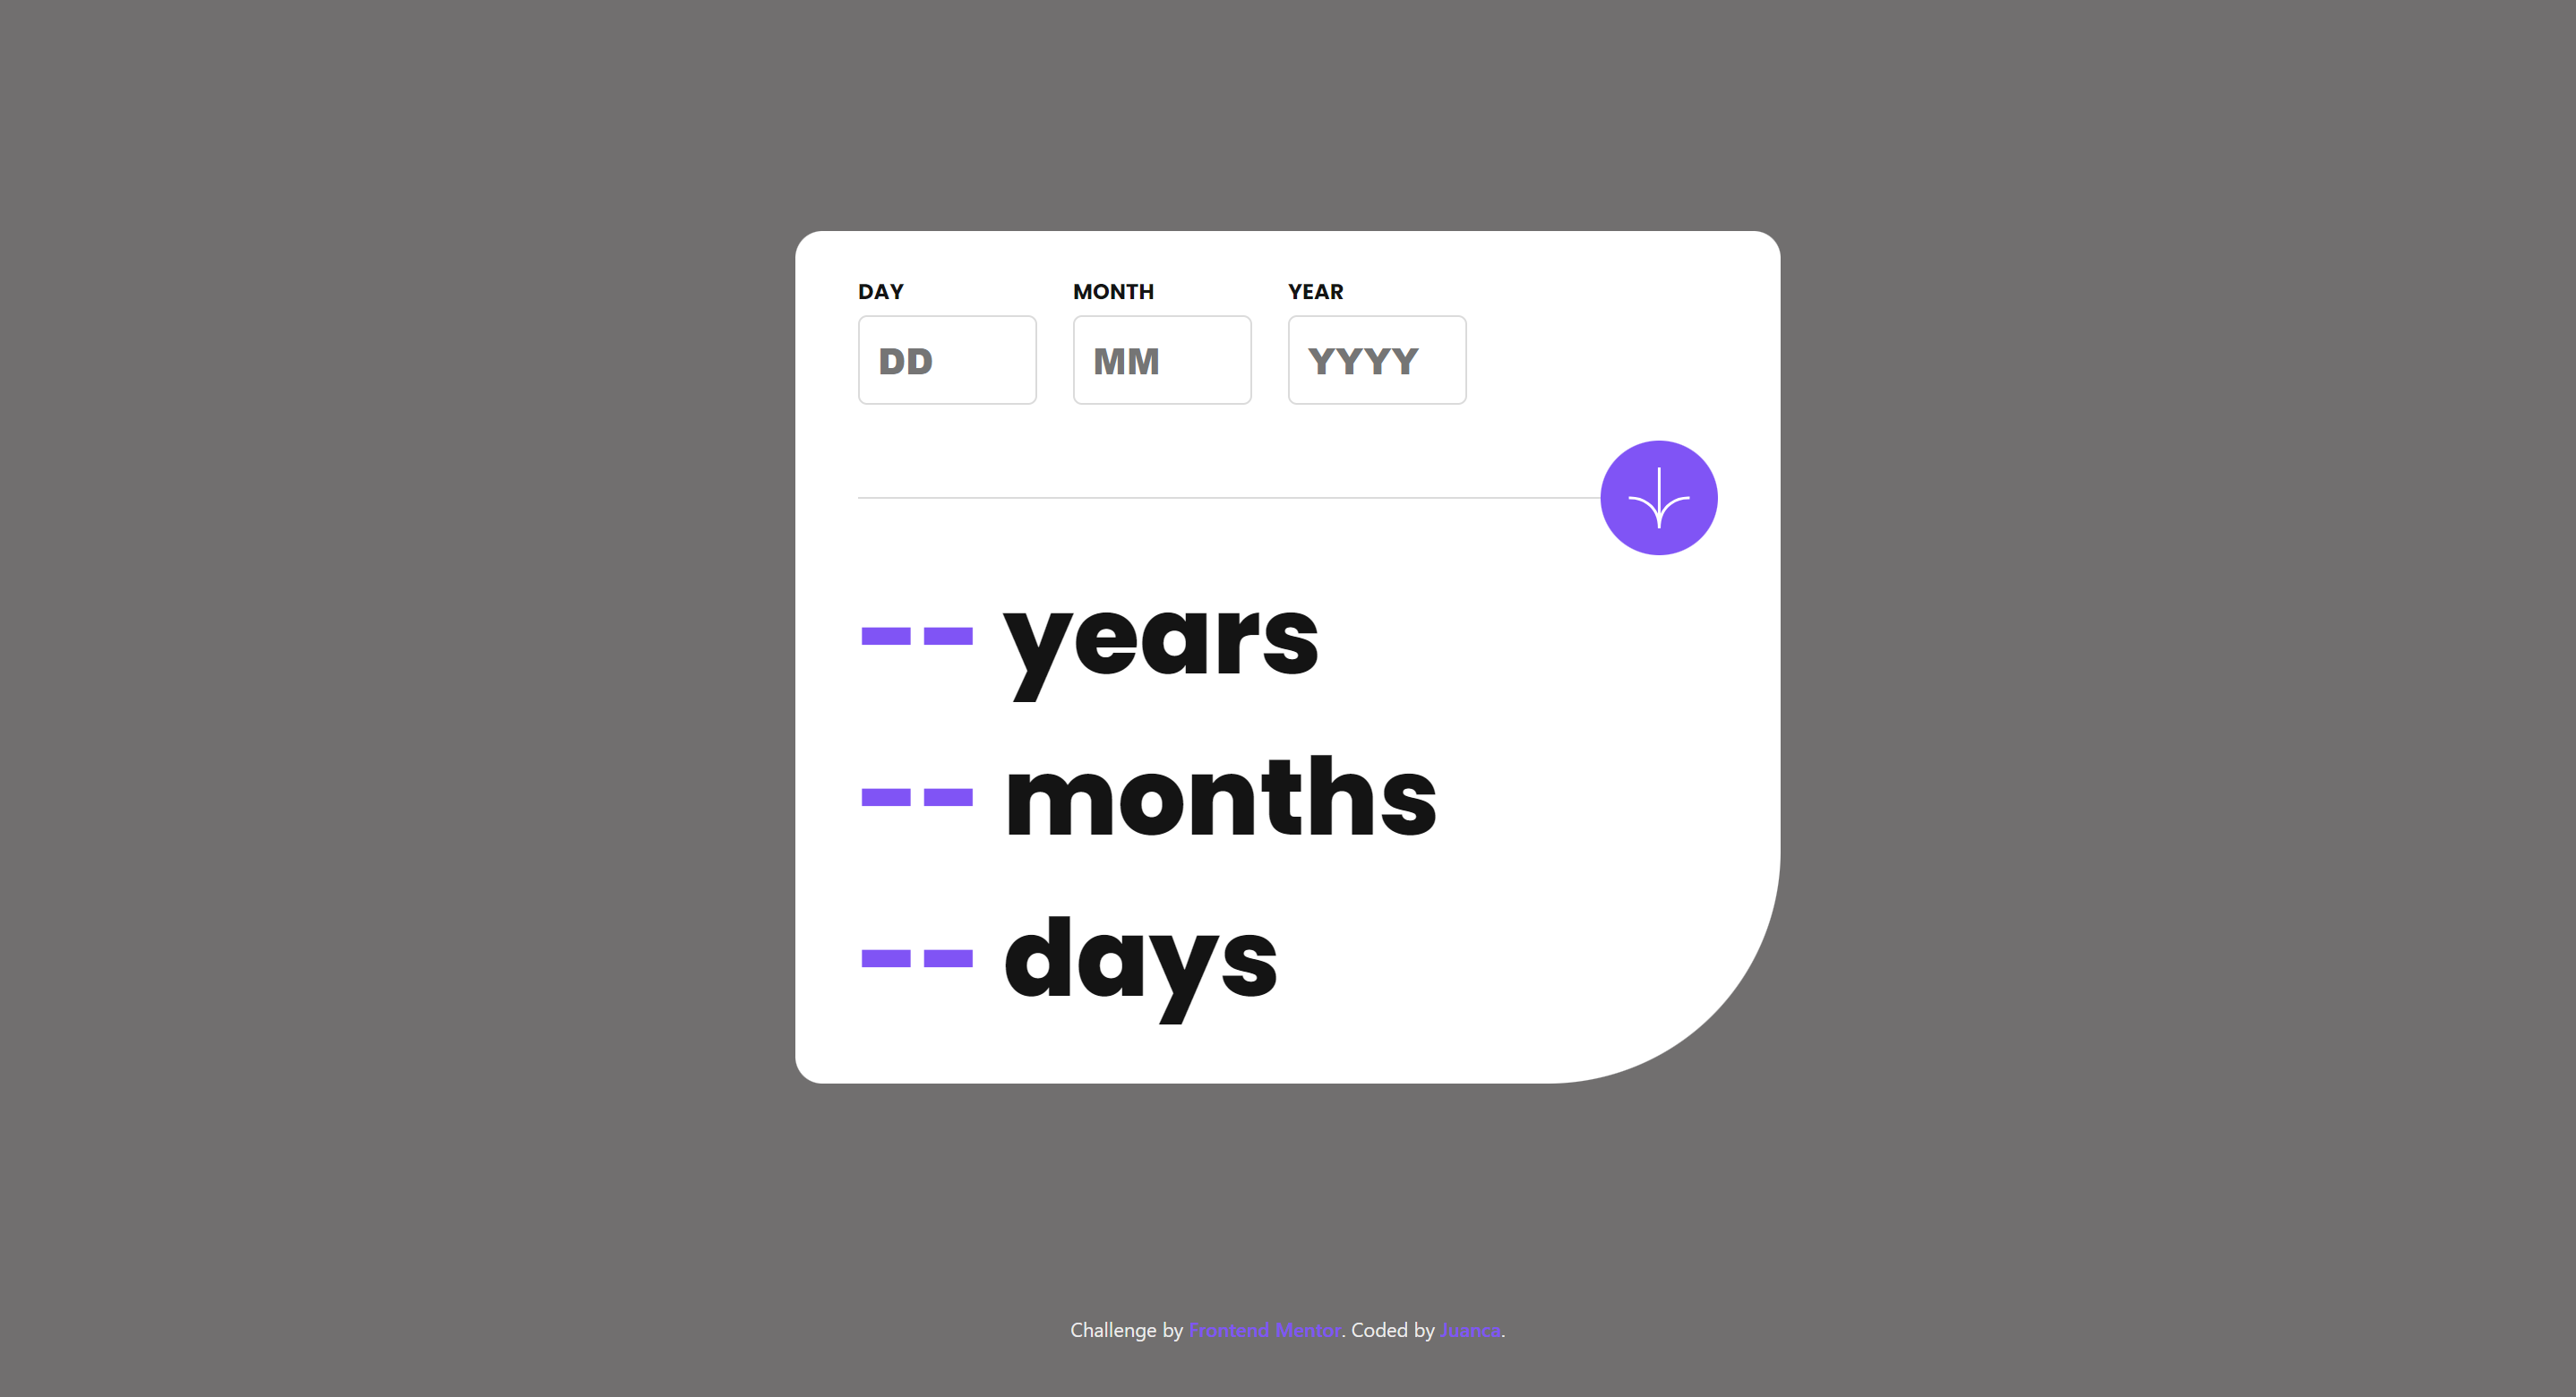 DAY MONTH YEAR
DD MM YYYY
-- years
-- months
-- days
Challenge by Frontend Mentor. Coded by Juanca.